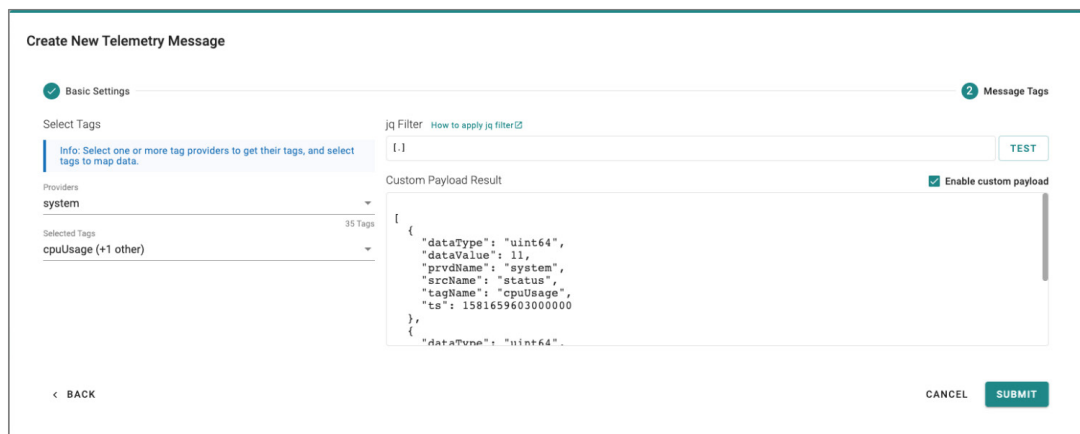 Create New Telemetry Message
Basic Settings
2 Message Tags
Select Tags
Info: Select one or more tag providers to get their tags, and select
tags to map data.
Providers
system
35 Tags
Selected Tags
cpuUsage (+1 other)
jq Filter How to apply jq filter
[.]
TEST
Custom Payload Result
Enable custom payload
[
{
"dataType": "uint64",
"dataValue": 11,
"prvdName": "system",
"srcName": "status",
"tagName": "cpuUsage",
"ts": 1581659603000000
},
{
"dataType": "uint64",
< BACK
CANCEL
SUBMIT